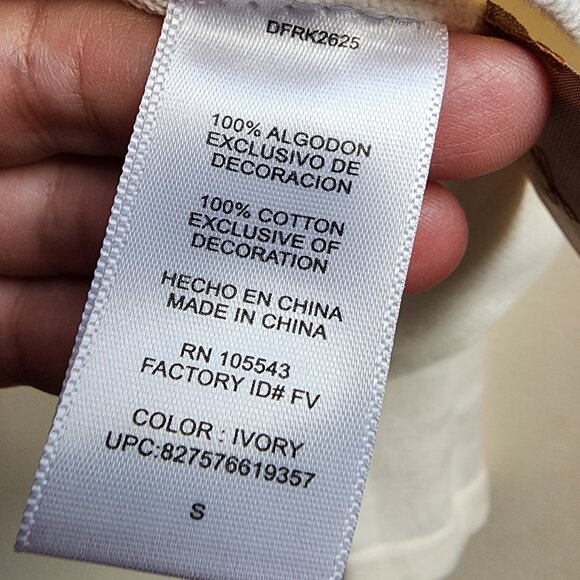 DFRK2625
100% ALGODON
EXCLUSIVO DE
DECORACION
100% COTTON
EXCLUSIVE OF
DECORATION
HECHO EN CHINA
MADE IN CHINA
RN 105543
FACTORY ID# FV
COLOR : IVORY
UPC:827576619357
S